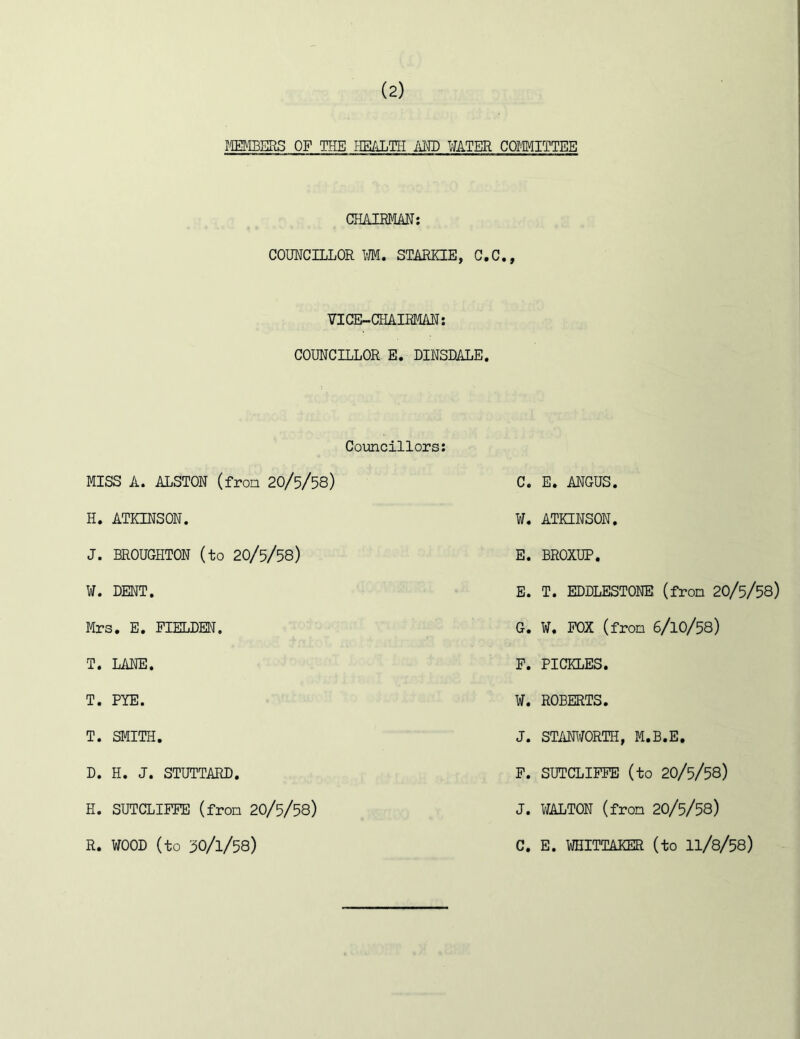 (2)
MEMBERS OF THE HEALTH AND WATER COMMITTEE
CHAIRMAN:
COUNCILLOR WM. STARKIE, C.C.,
VICE-CHAIRMAN:
COUNCILLOR E. DINSDALE.
Councillors:
MISS A. ALSTON (from 20/5/58) C. E. ANGUS.
H. ATKINSON. W. ATKINSON.
J. BROUGHTON (to 20/5/58) E. BROXUP.
W. DENT. E. T. EDDLESTONE (from 20/5/58)
Mrs. E. FIELDEN. G. W. FOX (from 6/10/58)
T. LANE. F. PICKLES.
T. PYE. W. ROBERTS.
T. SMITH. J. STANWORTH, M.B.E.
D. H. J. STUTTARD. F. SUTCLIFFE (to 20/5/58)
H. SUTCLIFFE (from 20/5/58) J. WALTON (from 20/5/58)
R. WOOD (to 30/1/58) C. E. WHITTAKER (to 11/8/58)